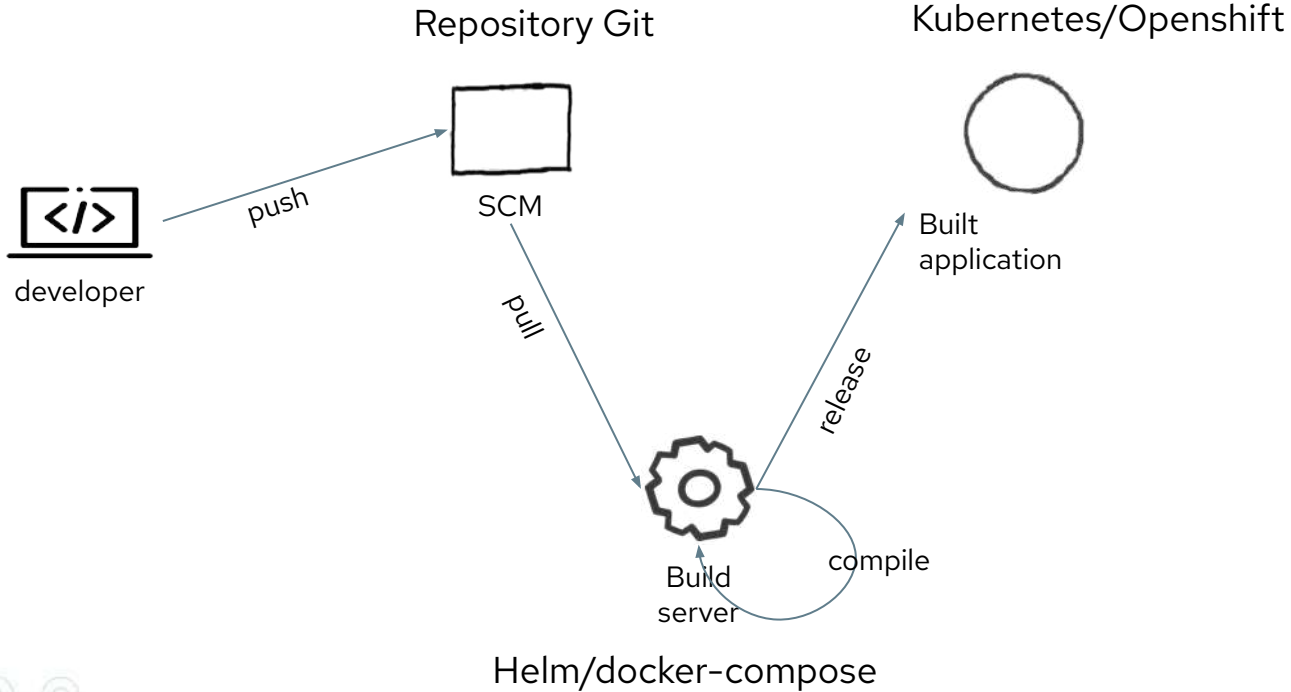 Repository Git
Kubernetes/Openshift
</>
push
SCM
developer
Built
application
pull
release
compile
Build
server
Helm/docker-compose